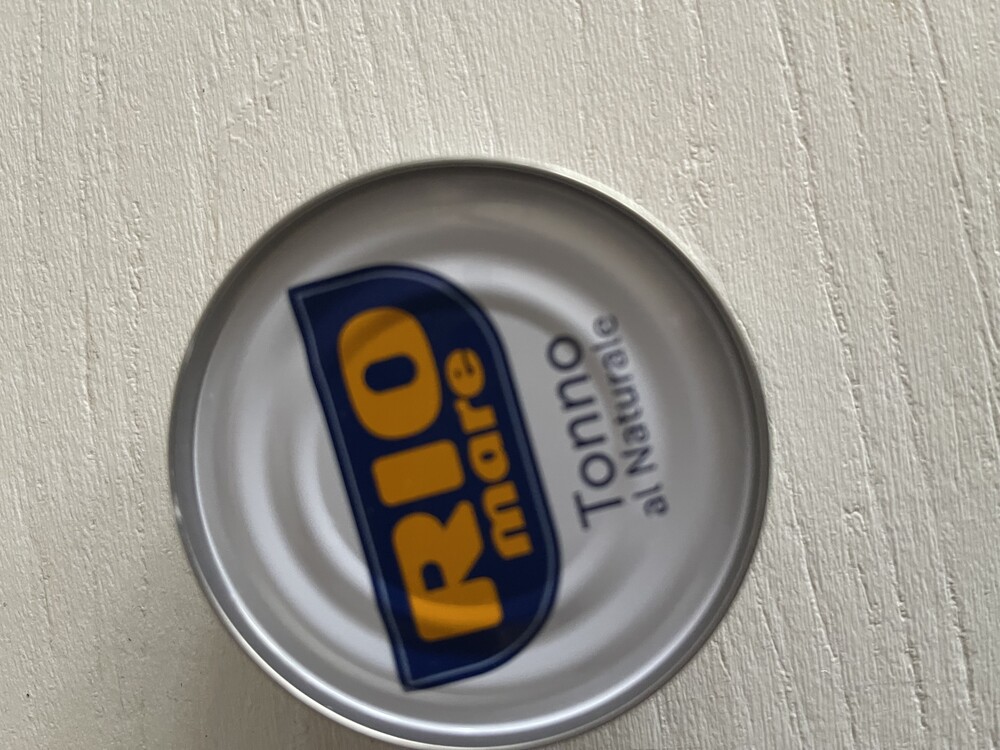 RIO
mare
Tonno
al Naturale